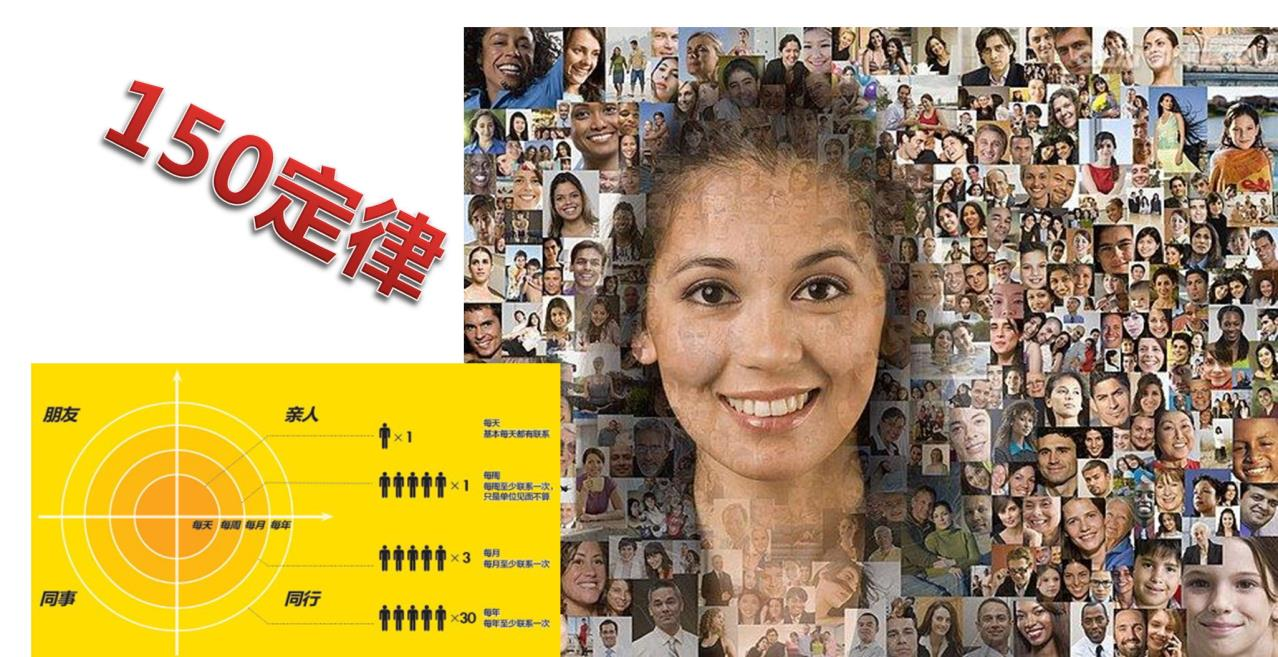 150定律
朋友
亲人
×1
每天
基本每天都有联系
×1
每周
每周至少联系一次,
只是单位见面不算
每天 每周 每月 每年
×3
每月
每月至少联系一次
同事
同行
×30
每年
每年至少联系一次